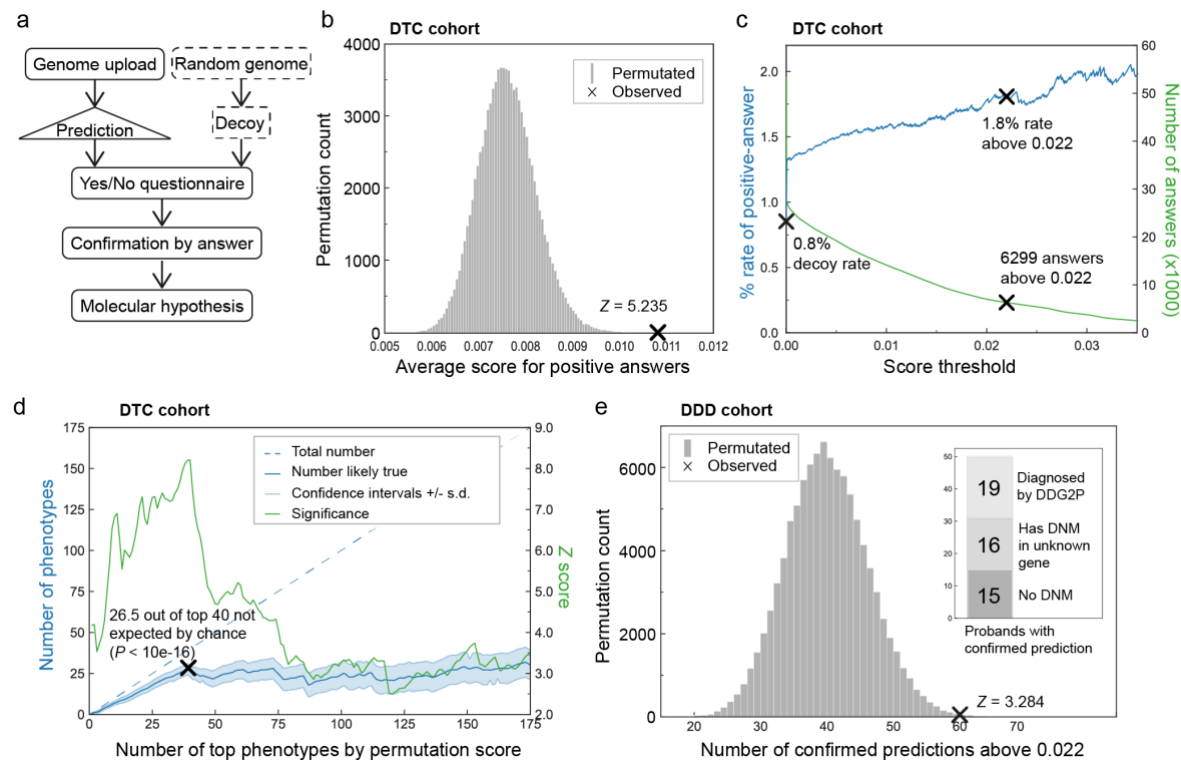 a
Genome upload
Random genome
Prediction
Decoy
Yes/No questionnaire
Confirmation by answer
Molecular hypothesis
b
DTC cohort
Permutation count
4000
3500
3000
2500
2000
1500
1000
500
0
Permutated
Observed
Z = 5.235
0.005
0.006
0.007
0.008
0.009
0.010
0.011
0.012
Average score for positive answers
c
DTC cohort
% rate of positive-answer
2.0
1.5
1.0
0.5
0.0
1.8% rate
above 0.022
0.8%
decoy rate
6299 answers
above 0.022
60
50
40
30
20
10
0
Number of answers (x1000)
0.00
0.01
0.02
0.03
Score threshold
d
DTC cohort
Number of phenotypes
175
150
125
100
75
50
25
0
Total number
Number likely true
Confidence intervals +/- s.d.
Significance
26.5 out of top 40 not
expected by chance
(P < 10e-16)
9.0
8.0
7.0
6.0
5.0
4.0
3.0
2.0
Z score
0
25
50
75
100
125
150
175
Number of top phenotypes by permutation score
e
DDD cohort
Permutation count
6000
4000
2000
0
Permutated
Observed
50
40
30
20
10
0
19
Diagnosed
by DDG2P
16
Has DNM
in unknown
gene
15
No DNM
Probands with
confirmed prediction
Z = 3.284
20
30
40
50
60
70
Number of confirmed predictions above 0.022